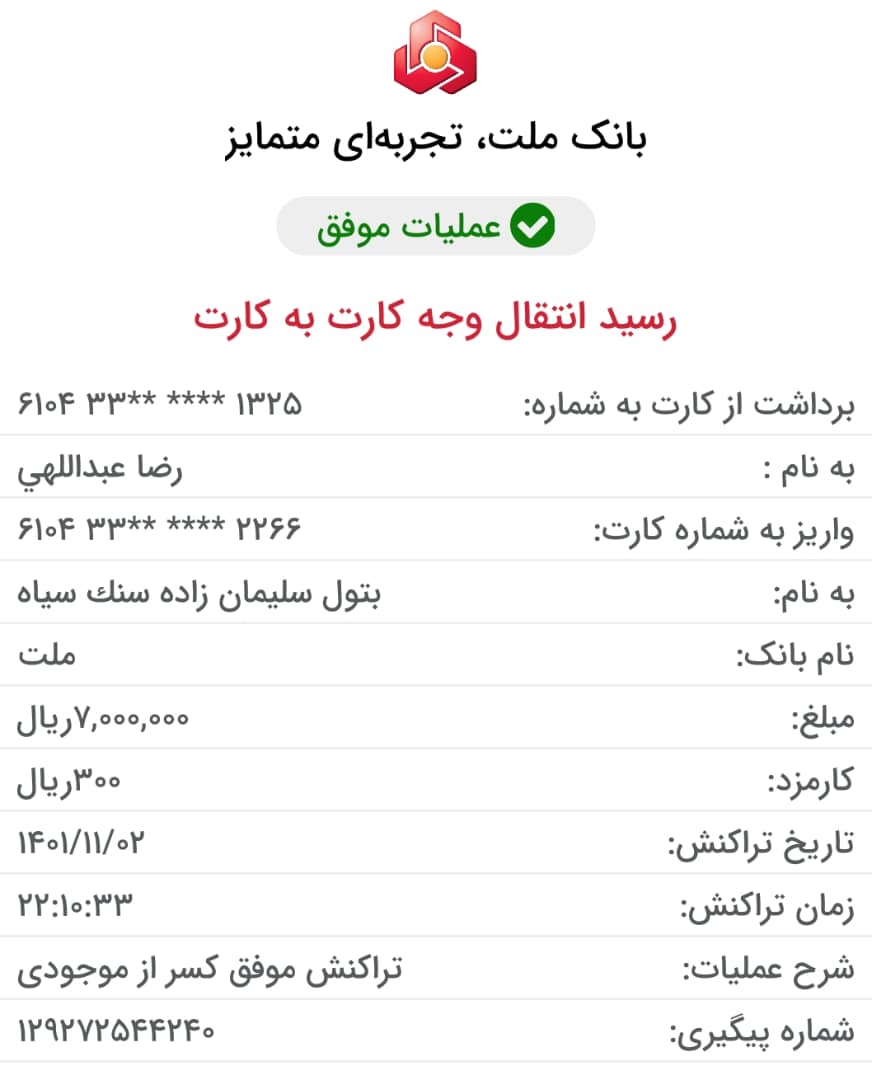 بانک ملت، تجربه‌ای متمایز
عملیات موفق
رسید انتقال وجه کارت به کارت
برداشت از کارت به شماره: ۶۱۰۴ ۳۳** **** ۱۳۲۵
به نام : رضا عبداللهي
واریز به شماره کارت: ۶۱۰۴ ۳۳** **** ۲۲۶۶
به نام: بتول سلیمان زاده سنك سیاه
نام بانک: ملت
مبلغ: ۷,۰۰۰,۰۰۰ریال
کارمزد: ۳۰۰ریال
تاریخ تراکنش: ۱۴۰۱/۱۱/۰۲
زمان تراکنش: ۲۲:۱۰:۳۳
شرح عملیات: تراکنش موفق کسر از موجودی
شماره پیگیری: ۱۲۹۲۷۲۵۴۴۲۴۰